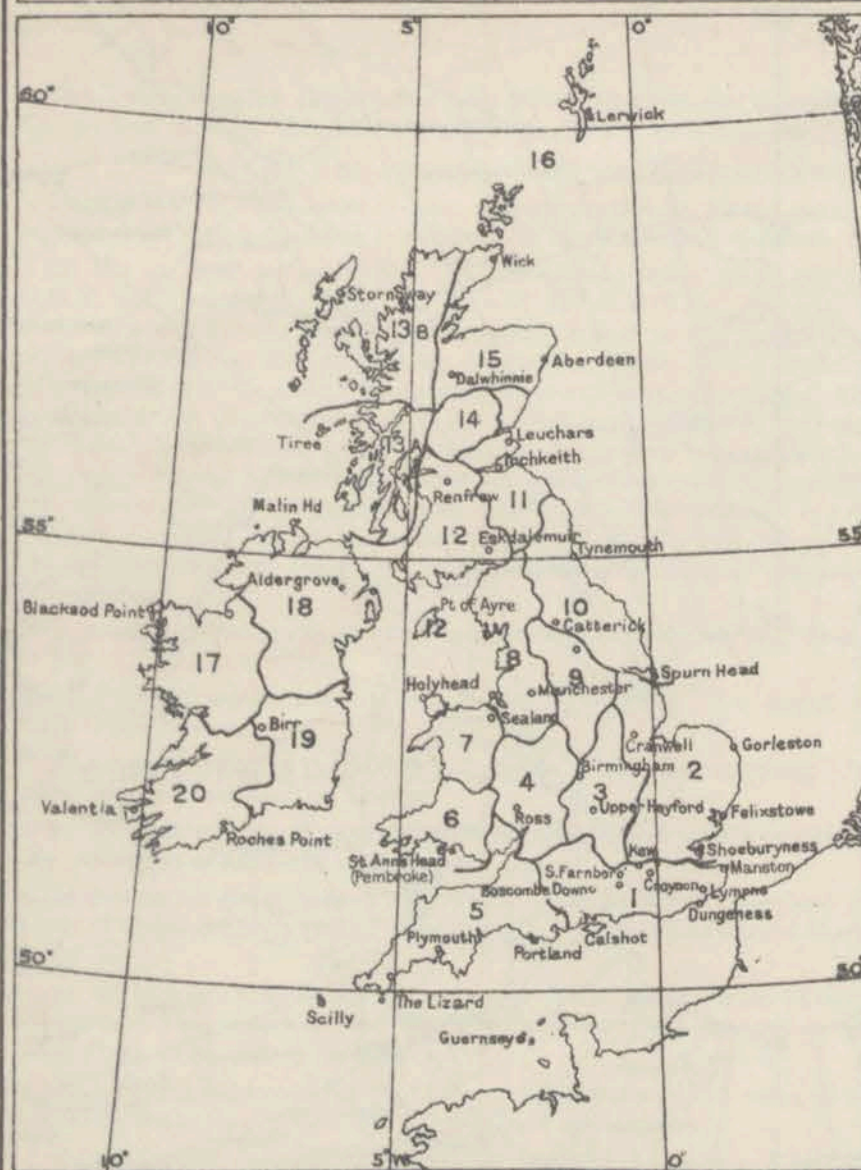 10°
5°
0°
60°
Lerwick
16
Wick
Stornoway
13B
15
Aberdeen
Dalwhinnie
14
Tiree
13A
Leuchars
Inchkeith
Renfrew
11
Malin Hd
55°
12
Eskdalemuir
Tynemouth
55°
Aldergrove
18
Pt of Ayre
10
Blacksod Point
12
Catterick
17
8
9
Spurn Head
Holyhead
Manchester
Sealand
Birr
19
7
Cranwell
Gorleston
Birmingham
2
4
3
20
Upper Heyford
Felixstowe
Valentia
Ross
6
Roches Point
Kew
Shoeburyness
St. Anns Head
(Pembroke)
S. Farnboro
Manston
Boscombe Down
Croydon
Lympne
1
5
Dungeness
Plymouth
Calshot
Portland
50°
50°
The Lizard
Scilly
Guernsey
10°
5°W
0°